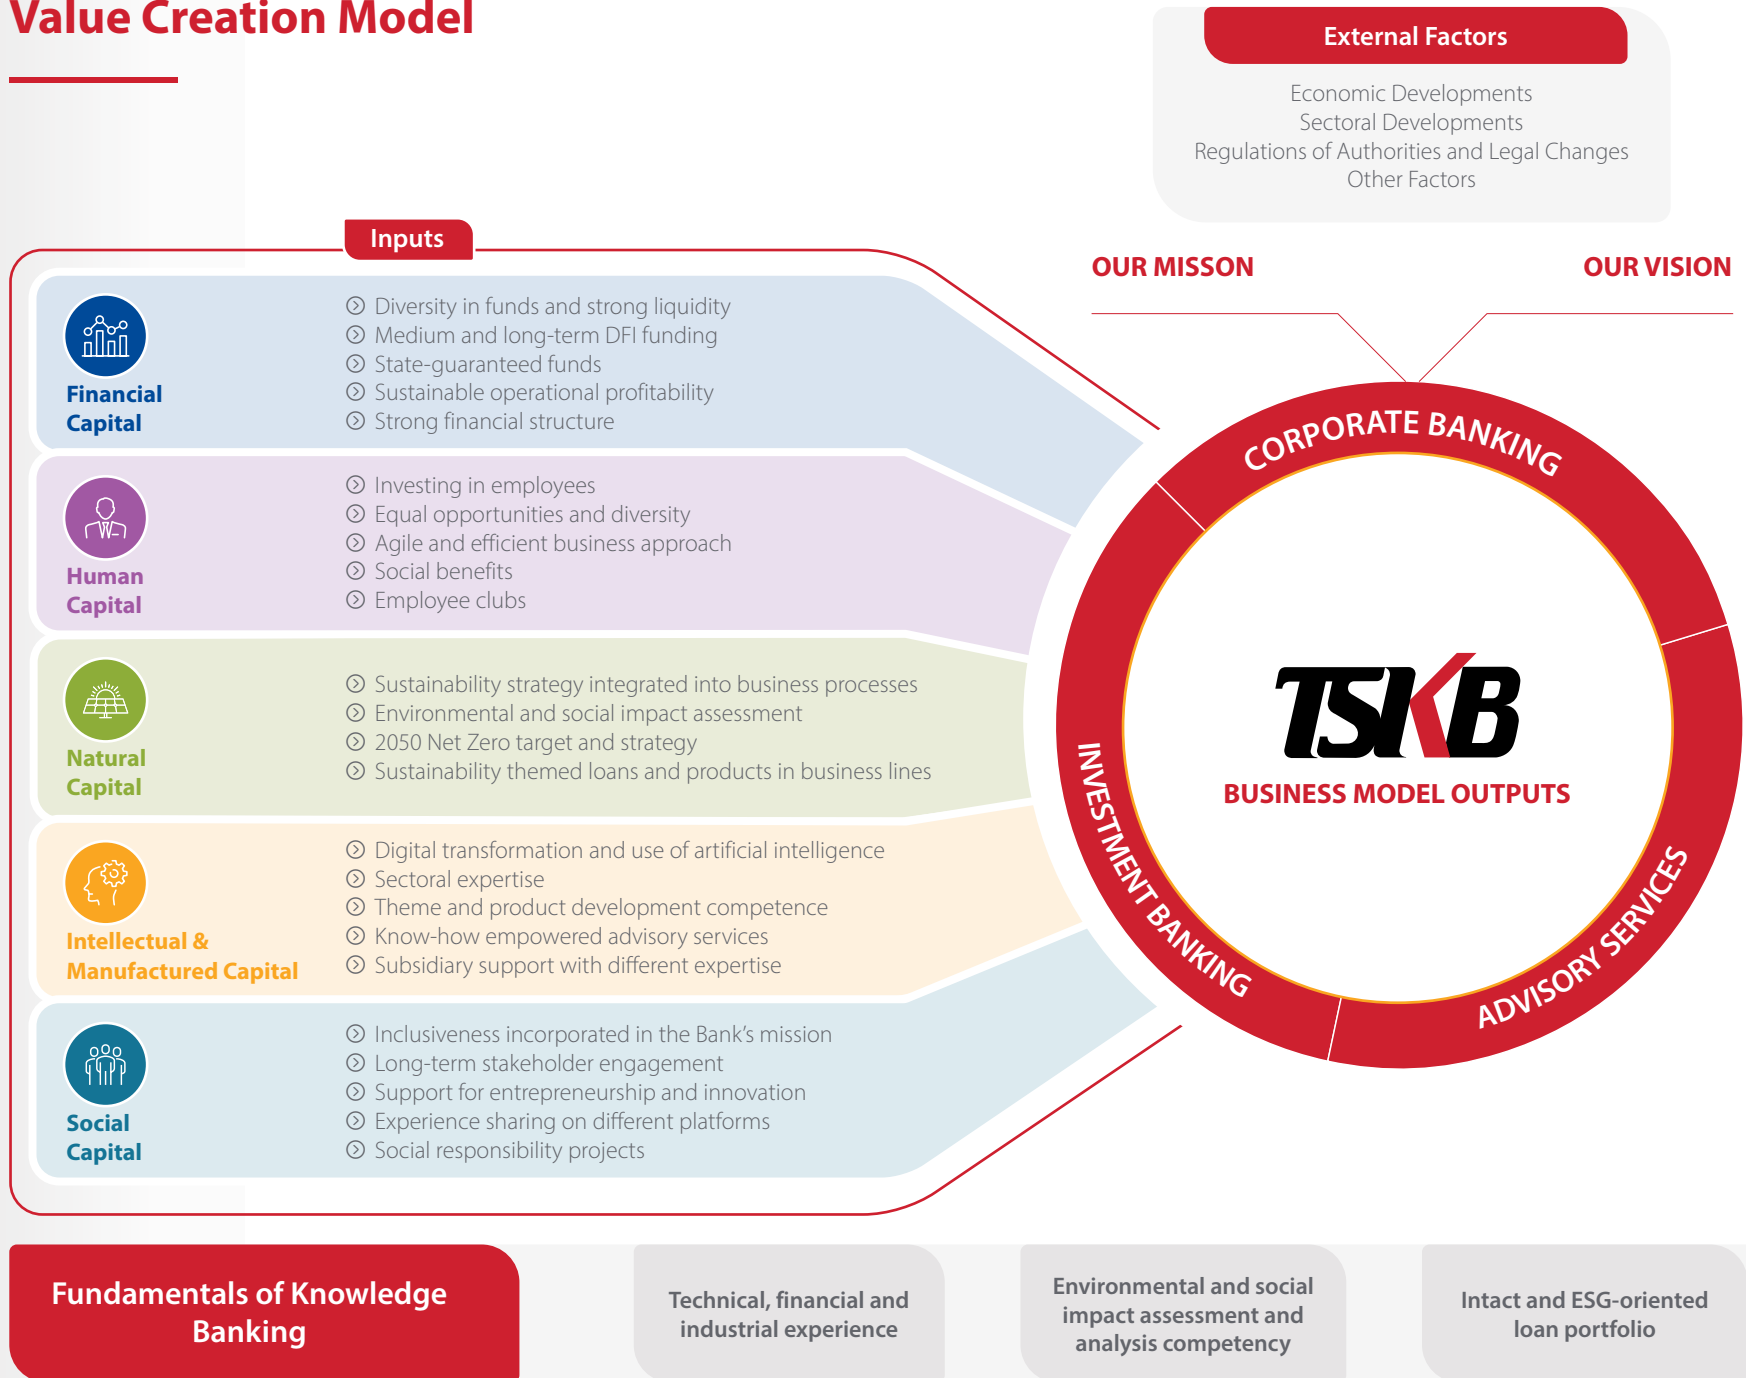 Value Creation Model
External Factors
Economic Developments
Sectoral Developments
Regulations of Authorities and Legal Changes
Other Factors
Inputs
OUR MISSON
OUR VISION
Financial
Capital
Diversity in funds and strong liquidity
Medium and long-term DFI funding
State-guaranteed funds
Sustainable operational profitability
Strong financial structure
Human
Capital
Investing in employees
Equal opportunities and diversity
Agile and efficient business approach
Social benefits
Employee clubs
Natural
Capital
Sustainability strategy integrated into business processes
Environmental and social impact assessment
2050 Net Zero target and strategy
Sustainability themed loans and products in business lines
Intellectual &
Manufactured Capital
Digital transformation and use of artificial intelligence
Sectoral expertise
Theme and product development competence
Know-how empowered advisory services
Subsidiary support with different expertise
Social
Capital
Inclusiveness incorporated in the Bank's mission
Long-term stakeholder engagement
Support for entrepreneurship and innovation
Experience sharing on different platforms
Social responsibility projects
CORPORATE BANKING
INVESTMENT BANKING
ADVISORY SERVICES
TSKB
BUSINESS MODEL OUTPUTS
Fundamentals of Knowledge
Banking
Technical, financial and
industrial experience
Environmental and social
impact assessment and
analysis competency
Intact and ESG-oriented
loan portfolio